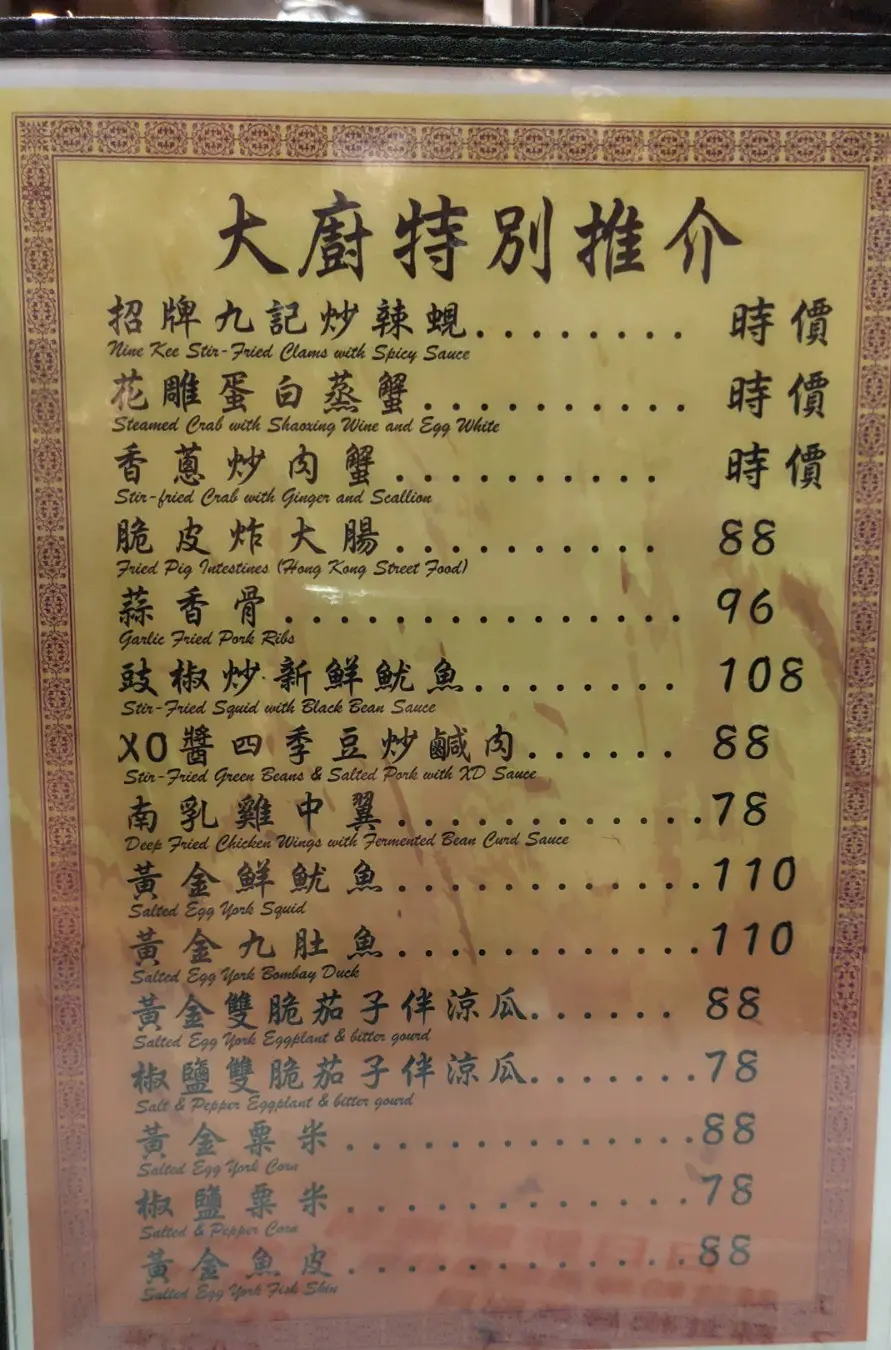 大廚特別推介
招牌九記炒辣蜆........ 時價
Nine Kee Stir-Fried Clams with Spicy Sauce
花雕蛋白蒸蟹.......... 時價
Steamed Crab with Shaoxing Wine and Egg White
香蔥炒肉蟹.......... 時價
Stir-fried Crab with Ginger and Scallion
脆皮炸大腸.......... 88
Fried Pig Intestines (Hong Kong Street Food)
蒜香骨............... 96
Garlic Fried Pork Ribs
豉椒炒新鮮魷魚........ 108
Stir-Fried Squid with Black Bean Sauce
XO醬四季豆炒鹹肉...... 88
Stir-Fried Green Beans & Salted Pork with XD Sauce
南乳雞中翼............78
Deep Fried Chicken Wings with Fermented Bean Curd Sauce
黃金鮮魷魚............110
Salted Egg York Squid
黃金九肚魚............110
Salted Egg York Bombay Duck
黃金雙脆茄子伴涼瓜...... 88
Salted Egg York Eggplant & bitter gourd
椒鹽雙脆茄子伴涼瓜.......78
Salt & Pepper Eggplant & bitter gourd
黃金粟米..............88
Salted Egg York Corn
椒鹽粟米..............78
Salted & Pepper Corn
黃金魚皮..............88
Salted Egg York Fish Skin